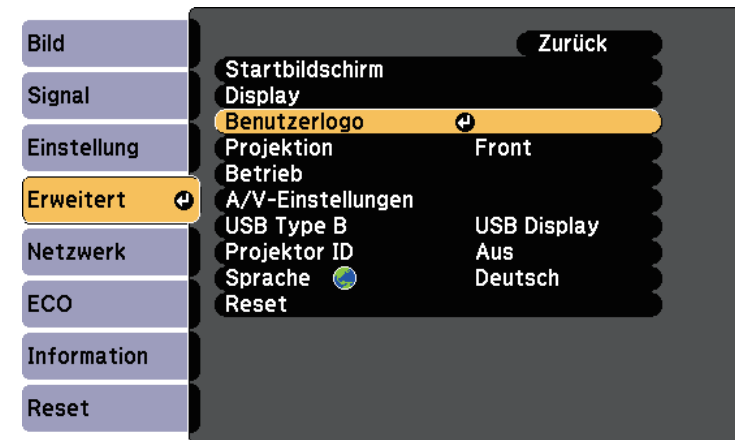 Bild
Signal
Einstellung
Erweitert
Netzwerk
ECO
Information
Reset
Zurück
Startbildschirm
Display
Benutzerlogo
Projektion Front
Betrieb
A/V-Einstellungen
USB Type B USB Display
Projektor ID Aus
Sprache Deutsch
Reset